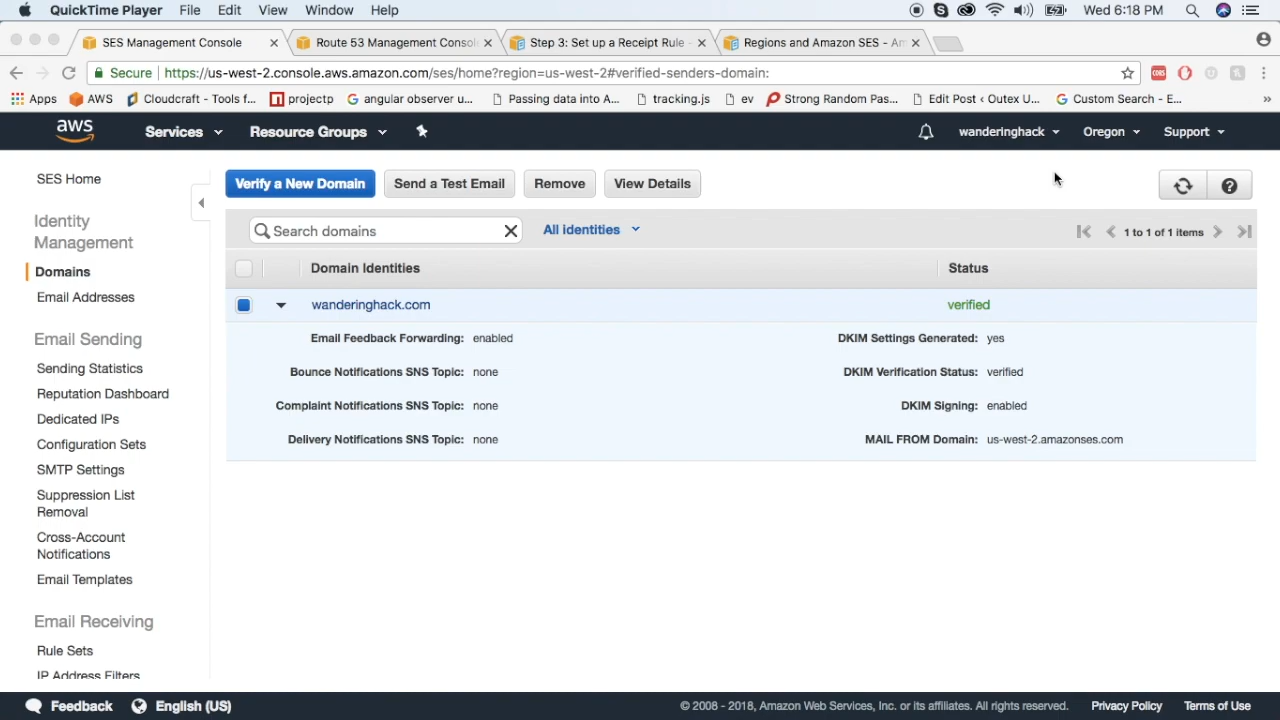 QuickTime Player File Edit View Window Help Wed 6:18 PM
SES Management Console Route 53 Management Consol Step 3: Set up a Receipt Rule - Regions and Amazon SES - Am
Secure https://us-west-2.console.aws.amazon.com/ses/home?region=us-west-2#verified-senders-domain:
Apps AWS Cloudcraft - Tools f... projectp angular observer u... Passing data into A... tracking.js ev Strong Random Pas... Edit Post ‹ Outex U... Custom Search - E... »
aws Services Resource Groups wanderinghack Oregon Support
SES Home
Identity
Management
Domains
Email Addresses
Email Sending
Sending Statistics
Reputation Dashboard
Dedicated IPs
Configuration Sets
SMTP Settings
Suppression List
Removal
Cross-Account
Notifications
Email Templates
Email Receiving
Rule Sets
IP Address Filters
Verify a New Domain Send a Test Email Remove View Details
Search domains All identities 1 to 1 of 1 items
Domain Identities Status
wanderinghack.com verified
Email Feedback Forwarding: enabled DKIM Settings Generated: yes
Bounce Notifications SNS Topic: none DKIM Verification Status: verified
Complaint Notifications SNS Topic: none DKIM Signing: enabled
Delivery Notifications SNS Topic: none MAIL FROM Domain: us-west-2.amazonses.com
Feedback English (US) © 2008 - 2018, Amazon Web Services, Inc. or its affiliates. All rights reserved. Privacy Policy Terms of Use